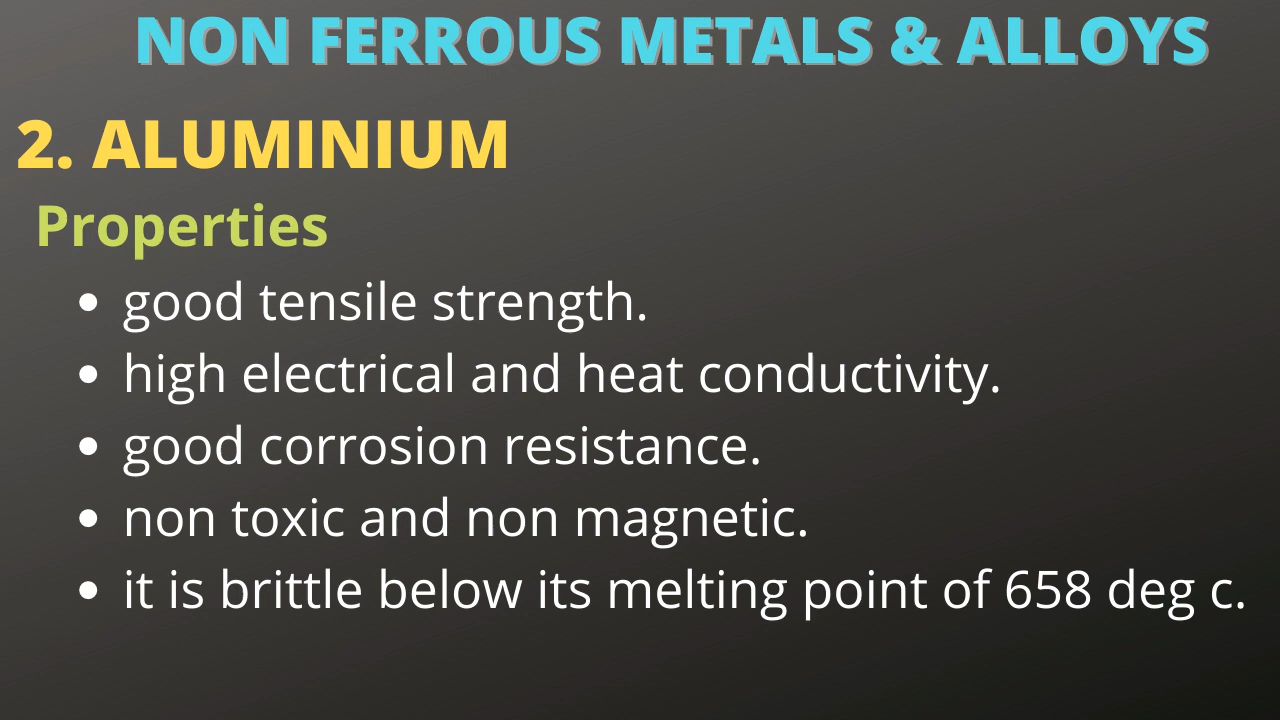 NON FERROUS METALS & ALLOYS
2. ALUMINIUM
Properties
• good tensile strength.
• high electrical and heat conductivity.
• good corrosion resistance.
• non toxic and non magnetic.
• it is brittle below its melting point of 658 deg c.